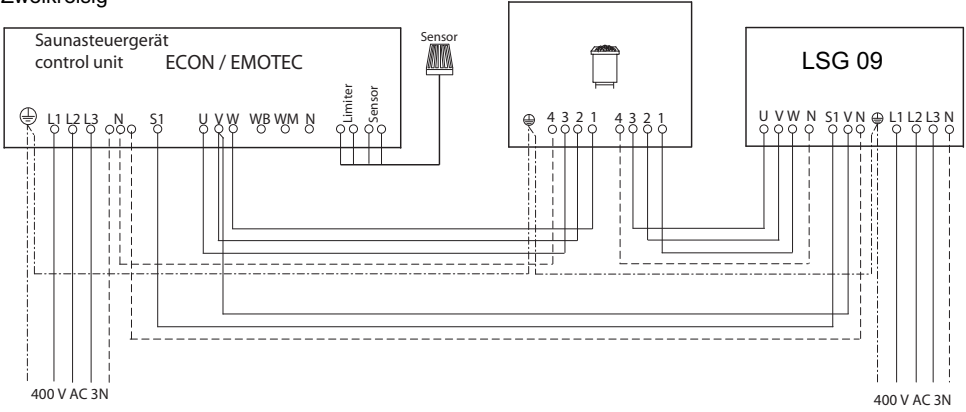 Zweikreisig
Saunasteuergerät
control unit ECON / EMOTEC
L1 L2 L3 N S1 U V W WB WM N
Limiter
Sensor
Sensor
4 3 2 1 4 3 2 1
LSG 09
U V W N S1 V N L1 L2 L3 N
400 V AC 3N
400 V AC 3N